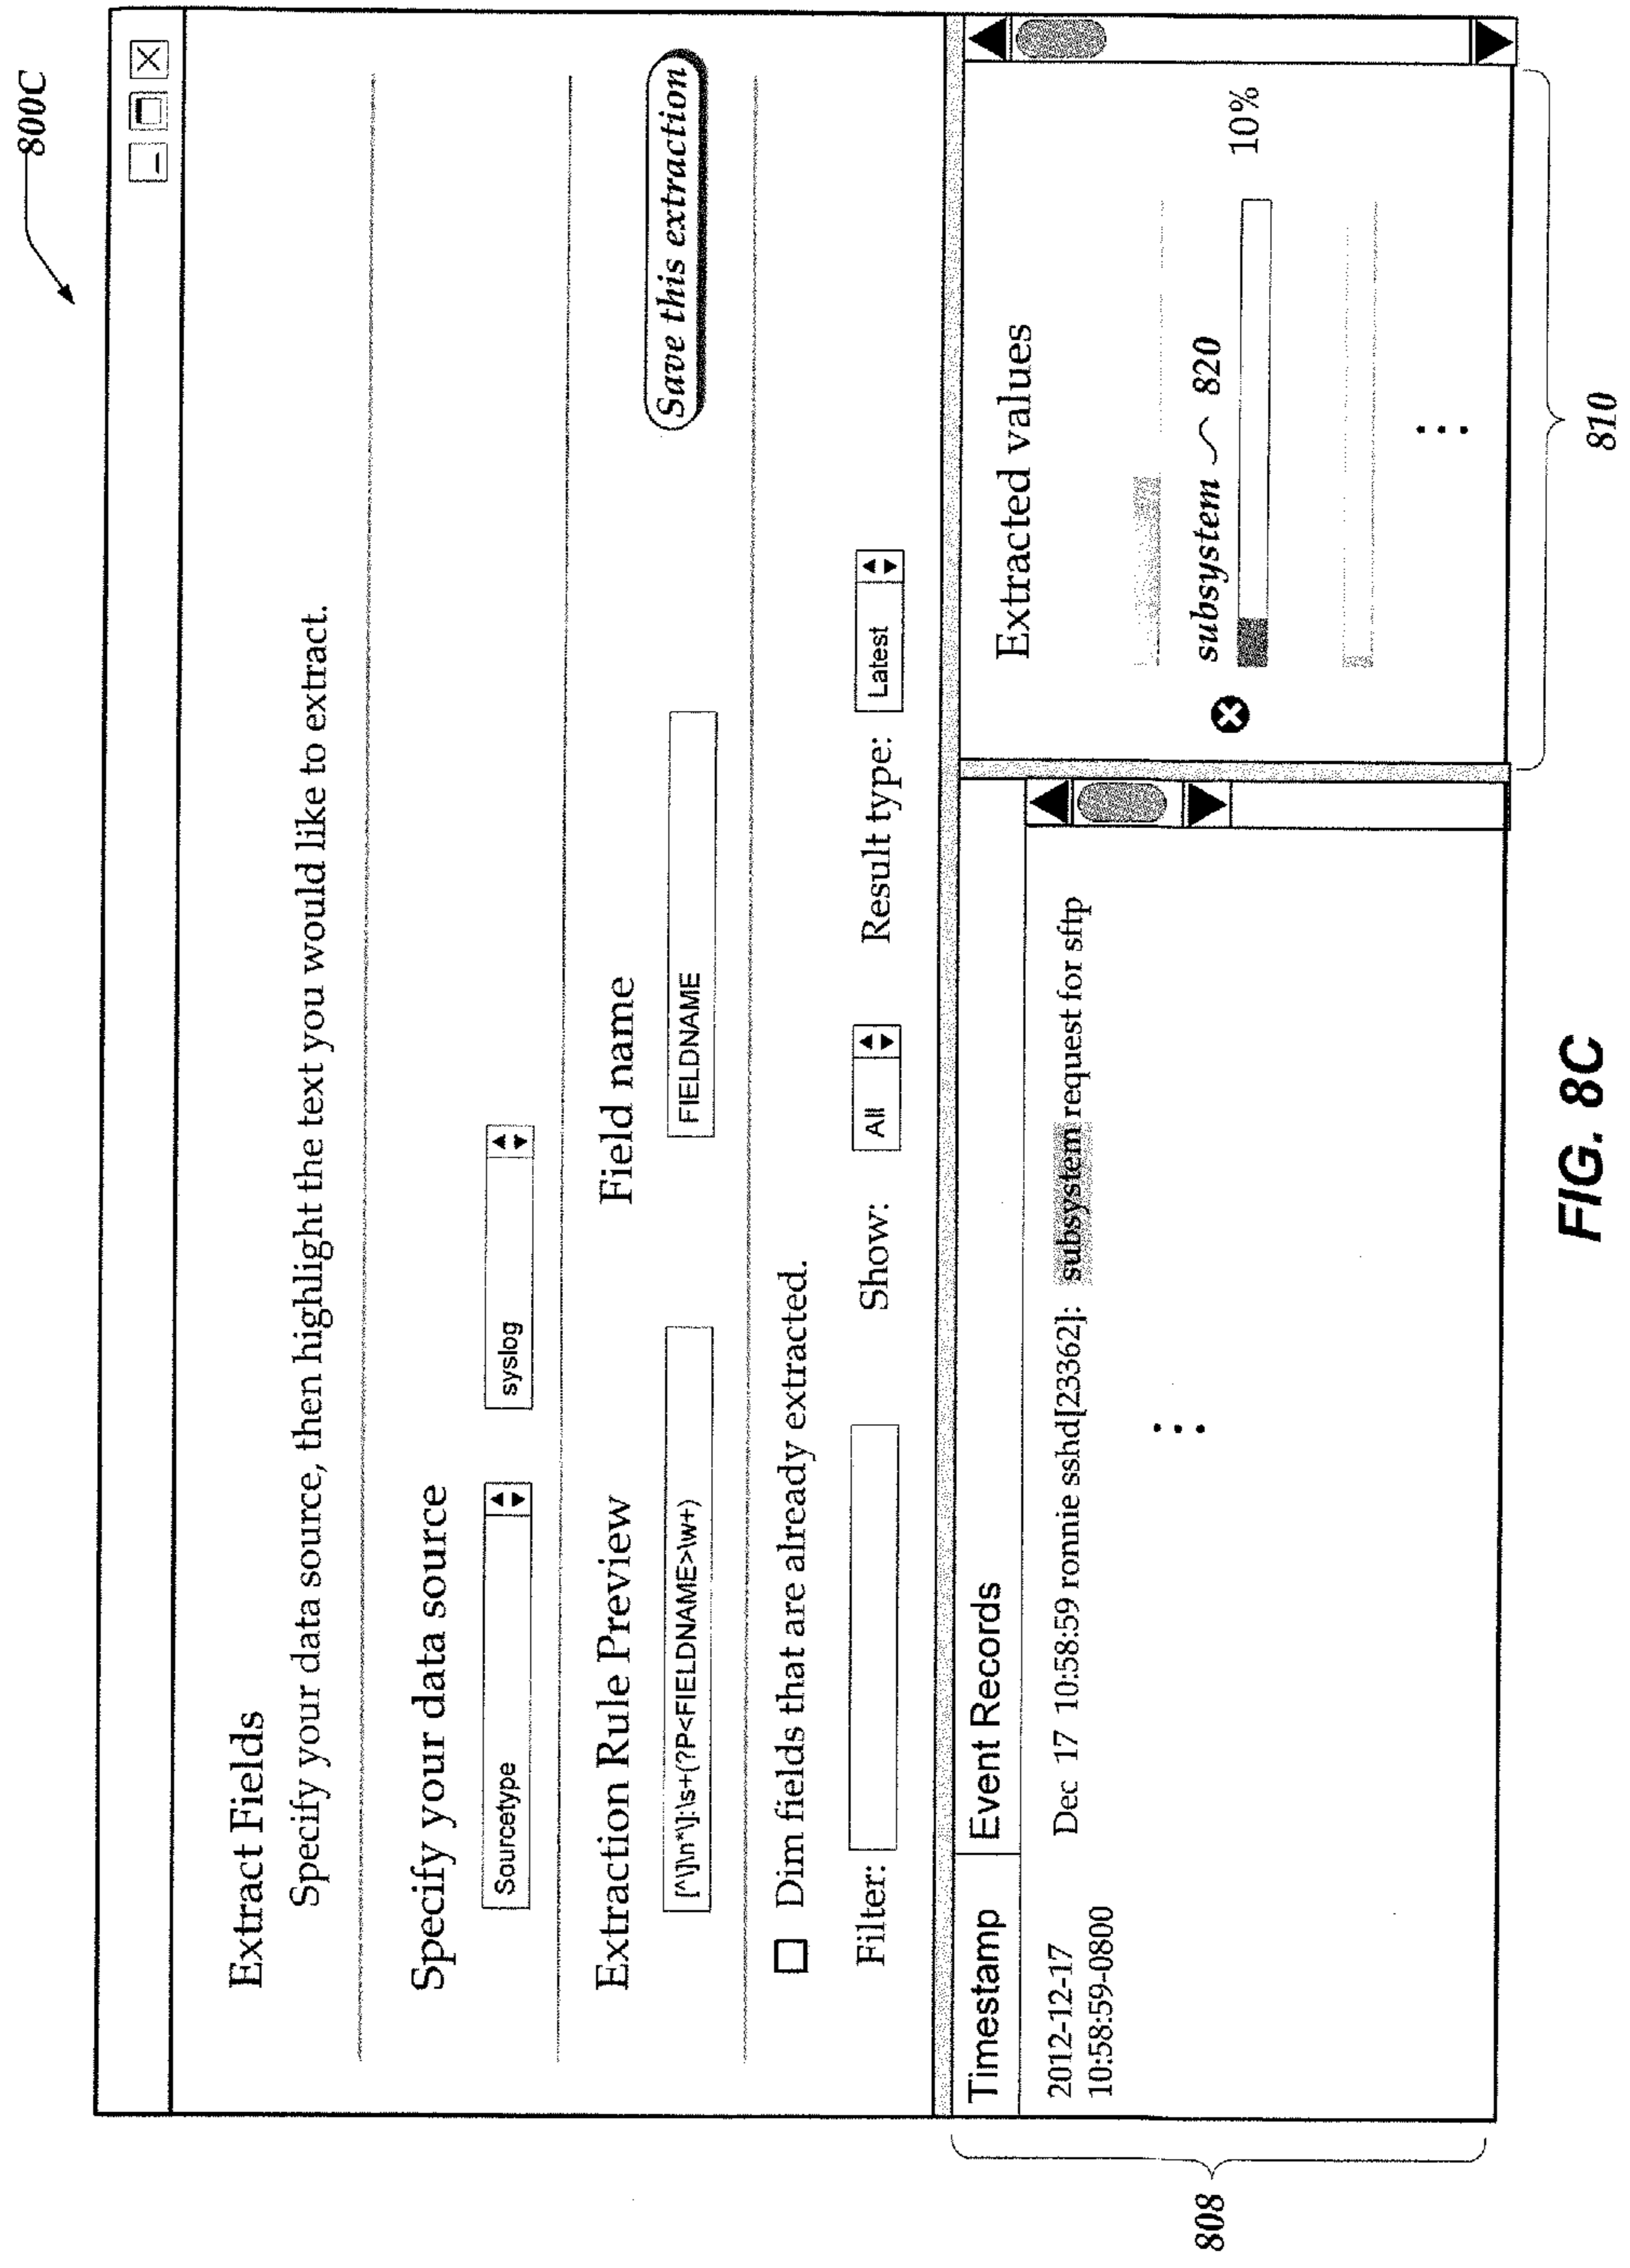 800C
Extract Fields
Specify your data source, then highlight the text you would like to extract.
Specify your data source
Sourcetype
syslog
Extraction Rule Preview
Field name
[^\]\n*\]:\s+(?P<FIELDNAME>\w+)
FIELDNAME
Save this extraction
Dim fields that are already extracted.
Filter:
Show:
All
Result type:
Latest
Timestamp
Event Records
2012-12-17
10:58:59-0800
Dec 17 10:58:59 ronnie sshd[23362]: subsystem request for sftp
Extracted values
subsystem 820
10%
808
810
FIG. 8C